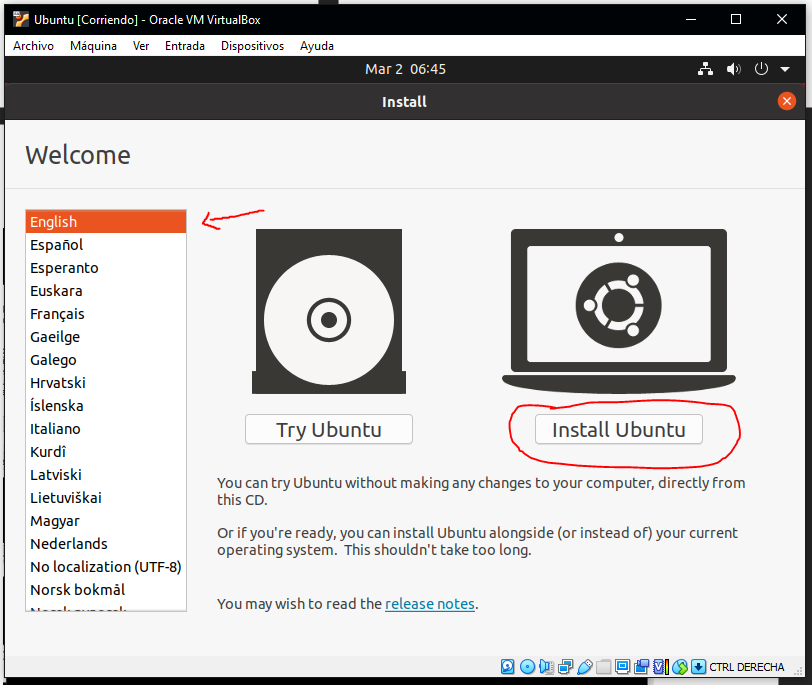 Ubuntu [Corriendo] - Oracle VM VirtualBox
Archivo Máquina Ver Entrada Dispositivos Ayuda
Mar 2 06:45
Install
Welcome
English
Español
Esperanto
Euskara
Français
Gaeilge
Galego
Hrvatski
Íslenska
Italiano
Kurdî
Latviski
Lietuviškai
Magyar
Nederlands
No localization (UTF-8)
Norsk bokmål
Try Ubuntu
Install Ubuntu
You can try Ubuntu without making any changes to your computer, directly from
this CD.
Or if you're ready, you can install Ubuntu alongside (or instead of) your current
operating system. This shouldn't take too long.
You may wish to read the release notes.
CTRL DERECHA